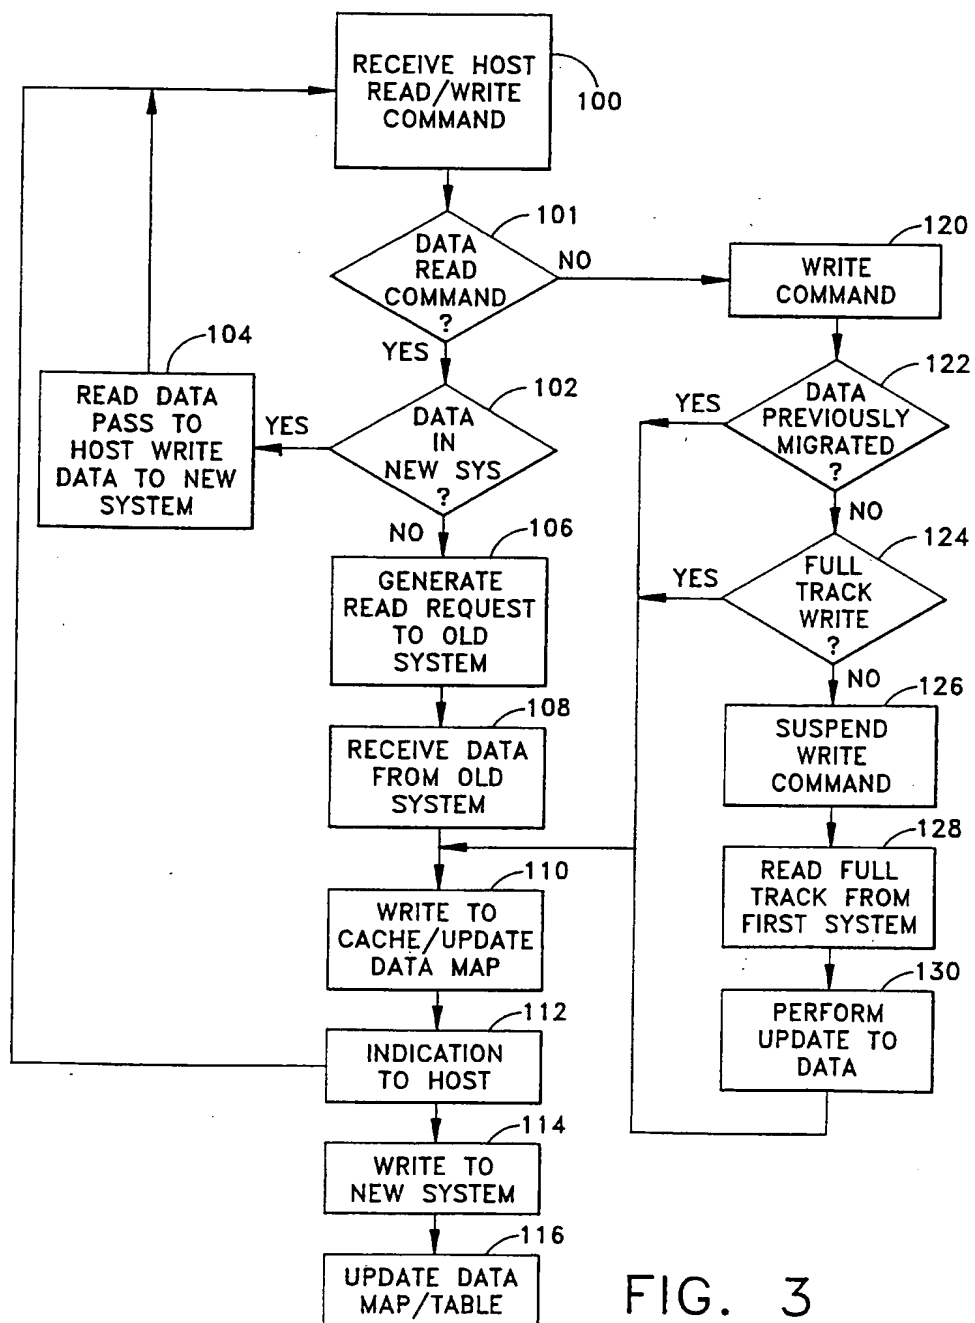 RECEIVE HOST
READ/WRITE
COMMAND
100
DATA
READ
COMMAND
?
101
NO
YES
120
WRITE
COMMAND
104
READ DATA
PASS TO
HOST WRITE
DATA TO NEW
SYSTEM
YES
102
DATA
IN
NEW SYS
?
NO
122
DATA
PREVIOUSLY
MIGRATED
?
YES
NO
106
GENERATE
READ REQUEST
TO OLD
SYSTEM
124
FULL
TRACK
WRITE
?
YES
NO
108
RECEIVE DATA
FROM OLD
SYSTEM
126
SUSPEND
WRITE
COMMAND
128
READ FULL
TRACK FROM
FIRST SYSTEM
110
WRITE TO
CACHE/UPDATE
DATA MAP
130
PERFORM
UPDATE TO
DATA
112
INDICATION
TO HOST
114
WRITE TO
NEW SYSTEM
116
UPDATE DATA
MAP/TABLE
FIG. 3